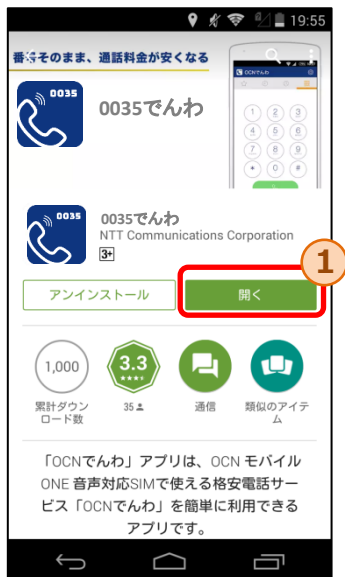 19:55
番号そのまま、通話料金が安くなる
OCNでんわ
0035
0035でんわ
1 2 3
4 5 6
7 8 9
* 0 #
0035
0035でんわ
NTT Communications Corporation
3+
1
アンインストール
開く
1,000
3.3
累計ダウン
ロード数
35
通信
類似のアイテ
ム
「OCNでんわ」アプリは、OCN モバイル
ONE 音声対応SIMで使える格安電話サー
ビス「OCNでんわ」を簡単に利用できる
アプリです。